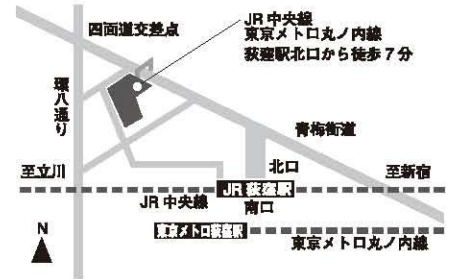 四面道交差点
JR中央線
東京メトロ丸ノ内線
荻窪駅北口から徒歩7分
環八通り
青梅街道
北口
至立川
至新宿
JR荻窪駅
JR中央線
南口
東京メトロ荻窪駅
東京メトロ丸ノ内線
N